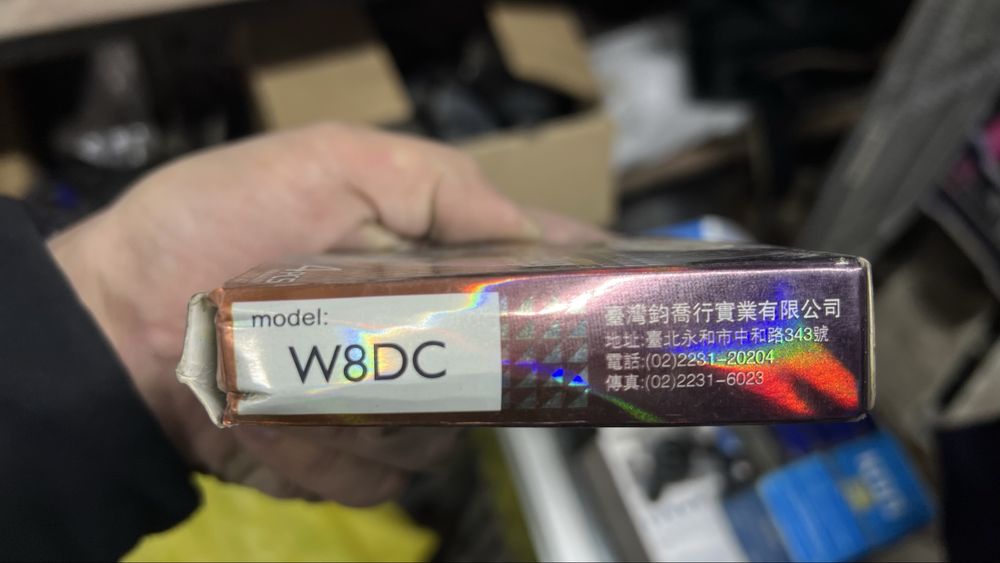 model:
W8DC
臺灣鈞喬行實業有限公司
地址:臺北永和市中和路343號
電話:(02)2231-20204
傳真:(02)2231-6023